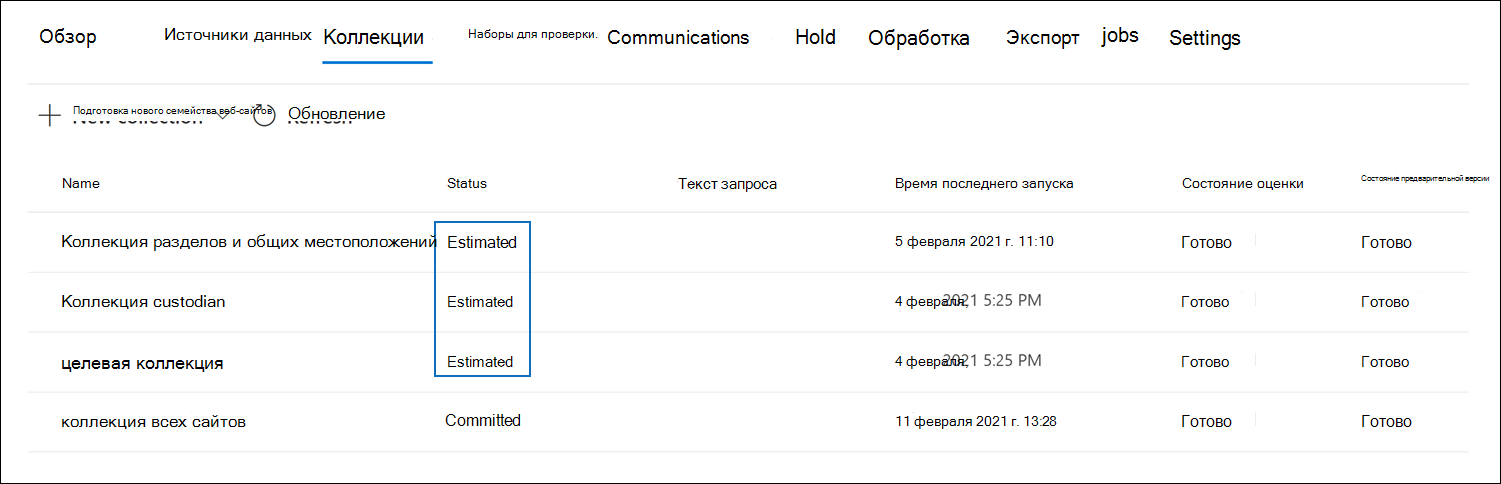 Обзор Источники данных Коллекции Наборы для проверки. Communications Hold Обработка Экспорт jobs Settings
Подготовка нового семейства веб-сайтов Обновление
New collection Refresh
Name Status Текст запроса Время последнего запуска Состояние оценки Состояние предварительной версии
Коллекция разделов и общих местоположений Estimated 5 февраля 2021 г. 11:10 Готово Готово
Коллекция custodian Estimated 4 февраля, 2021 5:25 PM Готово Готово
целевая коллекция Estimated 4 февраля, 2021 5:25 PM Готово Готово
коллекция всех сайтов Committed 11 февраля 2021 г. 13:28 Готово Готово